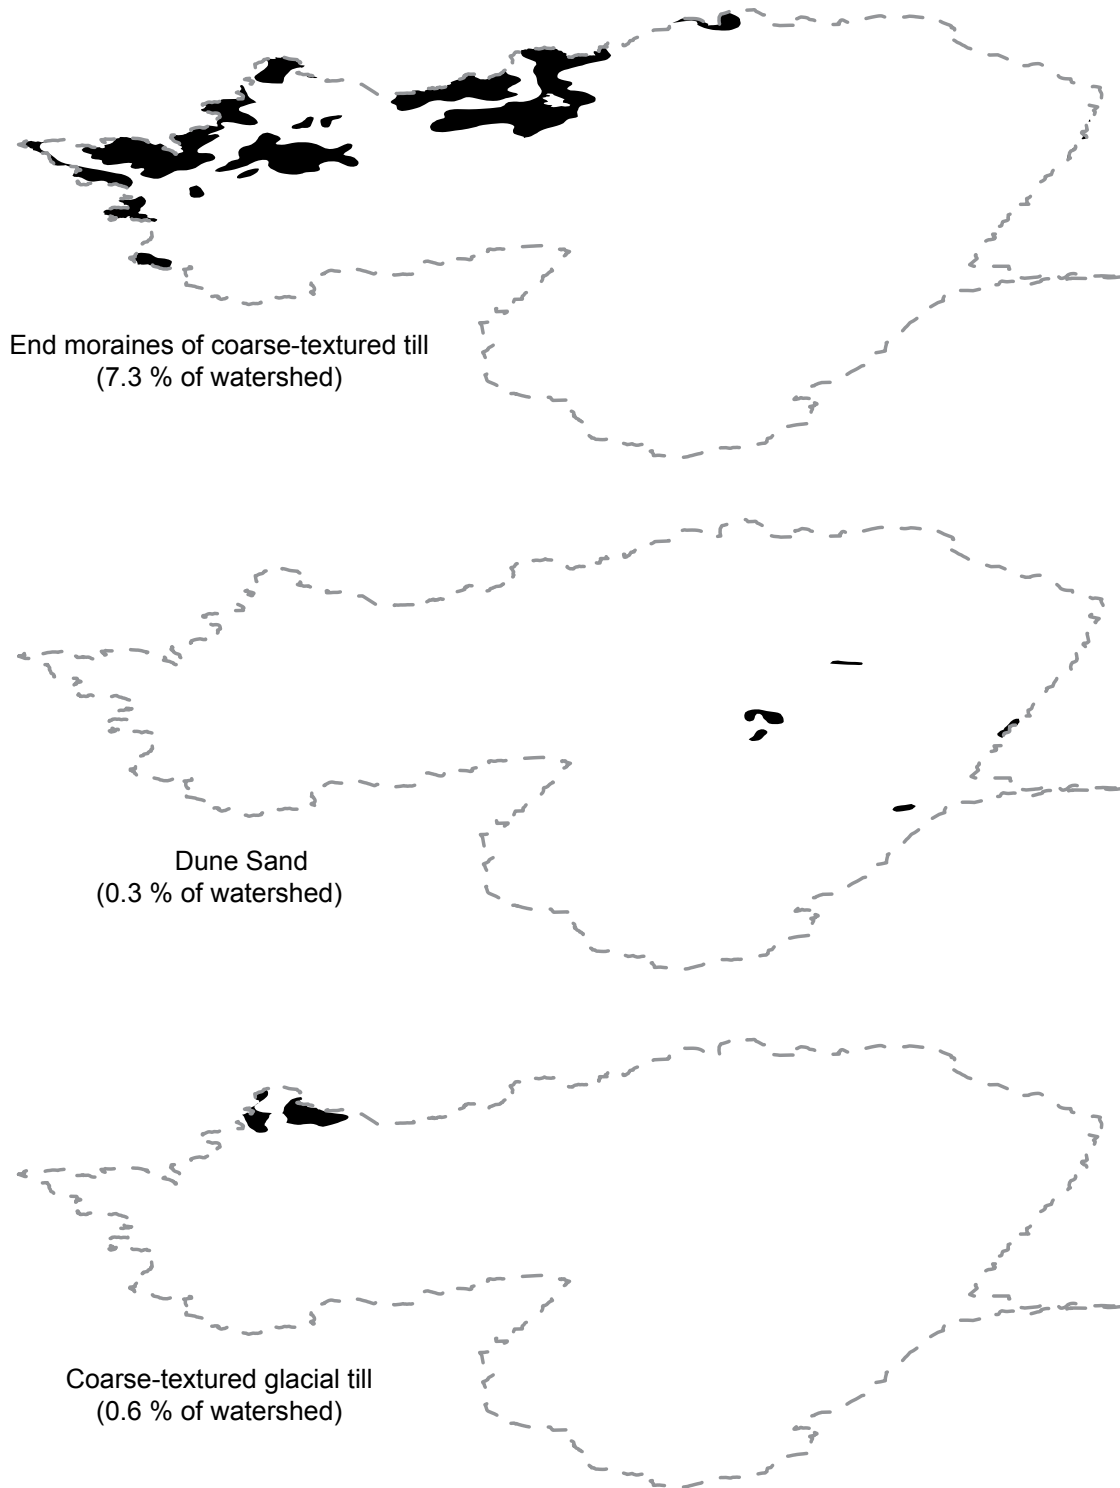 End moraines of coarse-textured till
(7.3 % of watershed)
Dune Sand
(0.3 % of watershed)
Coarse-textured glacial till
(0.6 % of watershed)